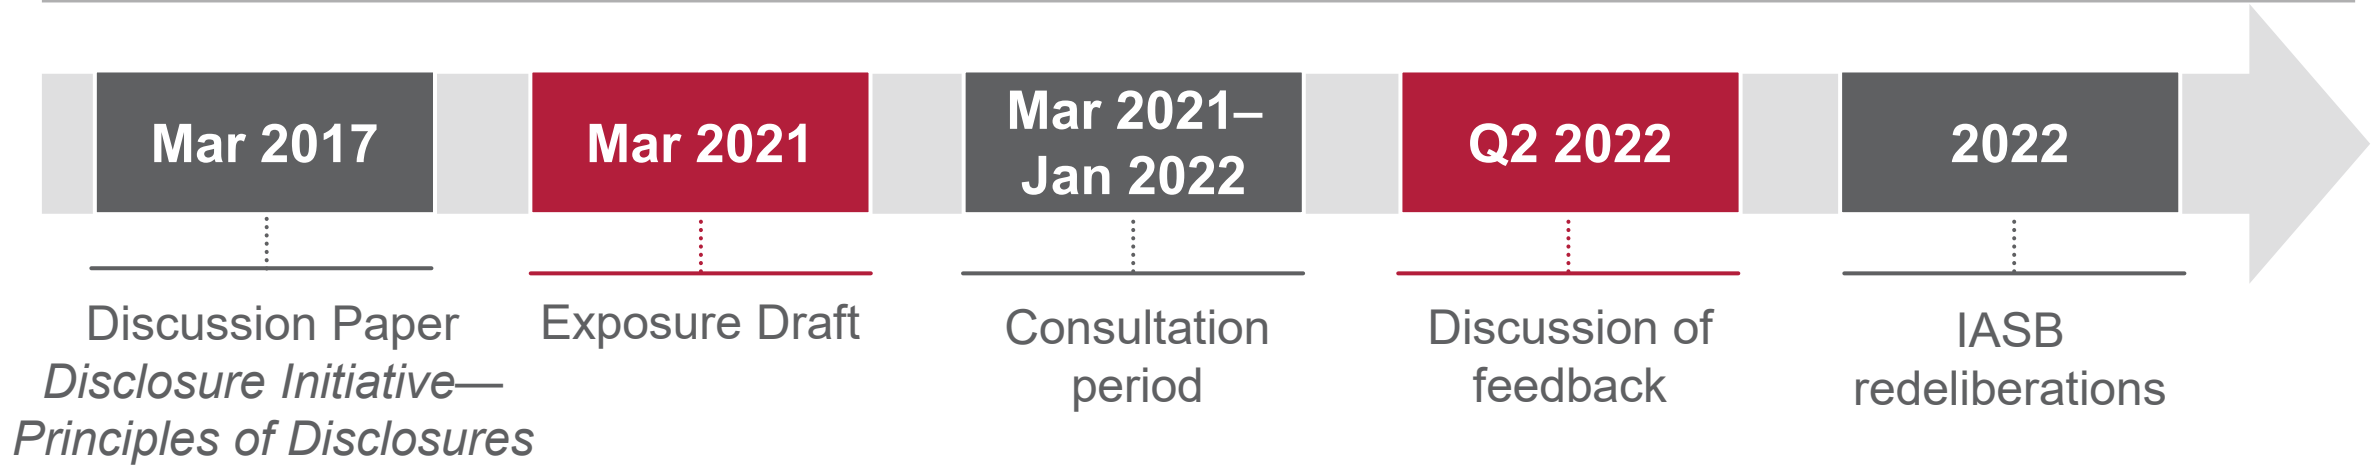 Mar 2017
Mar 2021
Mar 2021–
Jan 2022
Q2 2022
2022
Discussion Paper
Disclosure Initiative—
Principles of Disclosures
Exposure Draft
Consultation
period
Discussion of
feedback
IASB
redeliberations